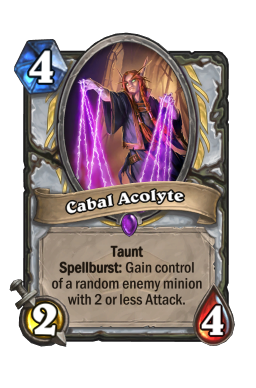 4
Cabal Acolyte
Taunt
Spellburst: Gain control
of a random enemy minion
with 2 or less Attack.
2
4